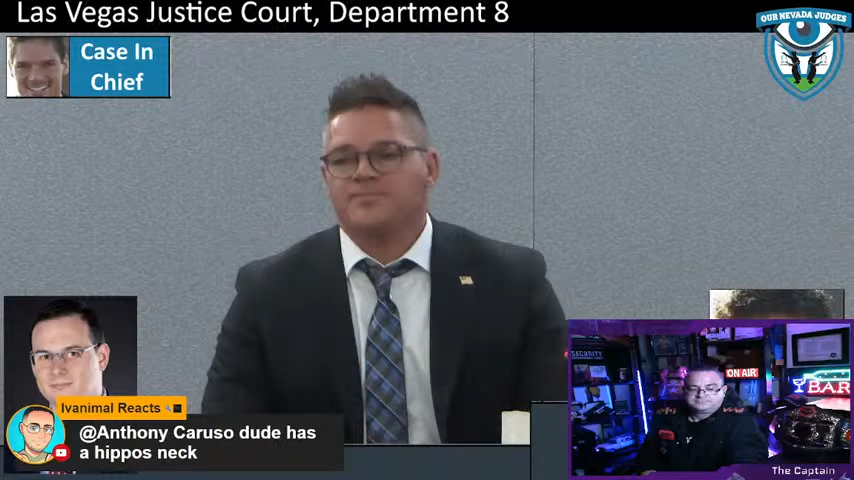 Las Vegas Justice Court, Department 8
OUR NEVADA JUDGES
Case In
Chief
SECURITY
ON AIR
BAR
Ivanimal Reacts
@Anthony Caruso dude has
a hippos neck
The Captain